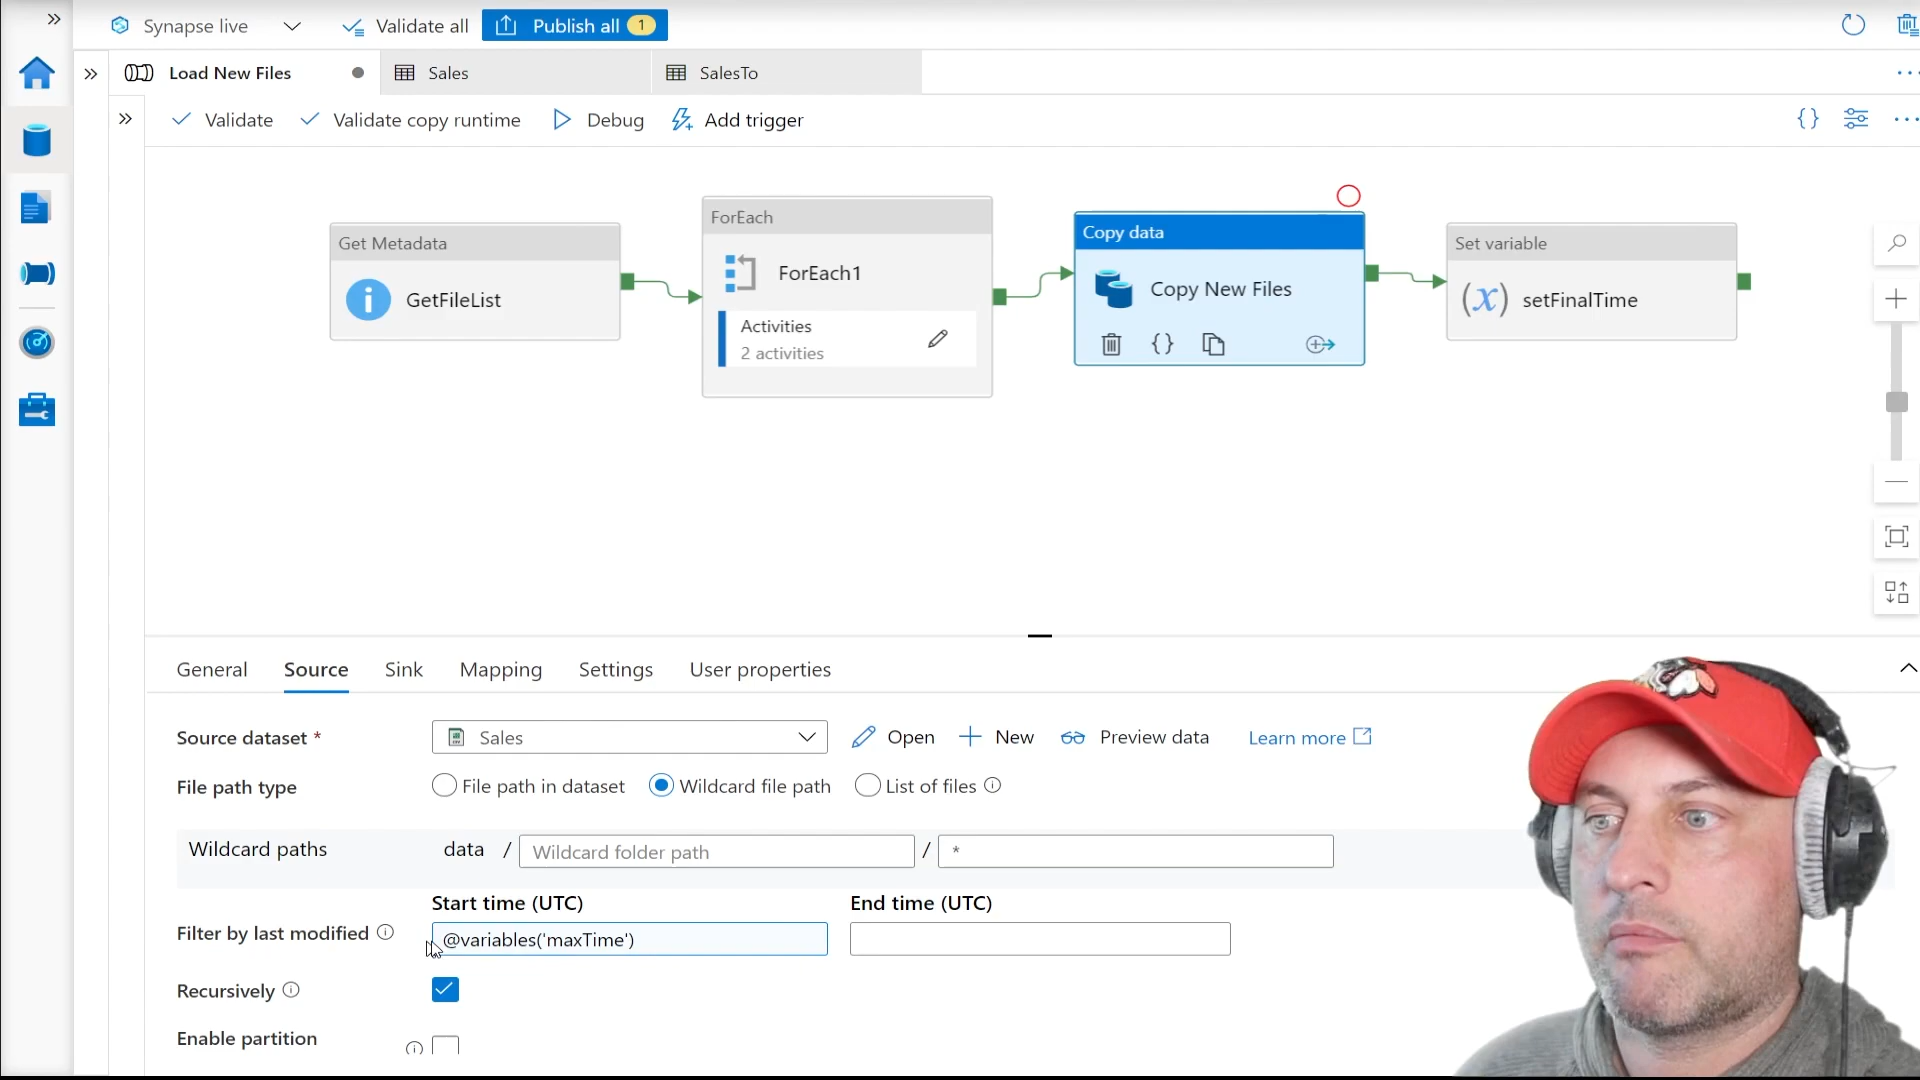 Synapse live
Validate all
Publish all 1
Load New Files
Sales
SalesTo
Validate
Validate copy runtime
Debug
Add trigger
Get Metadata
GetFileList
ForEach
ForEach1
Activities
2 activities
Copy data
Copy New Files
Set variable
(x) setFinalTime
General Source Sink Mapping Settings User properties
Source dataset * Sales Open New Preview data Learn more
File path type File path in dataset Wildcard file path List of files
Wildcard paths data / Wildcard folder path / *
Start time (UTC) End time (UTC)
Filter by last modified @variables('maxTime')
Recursively
Enable partition